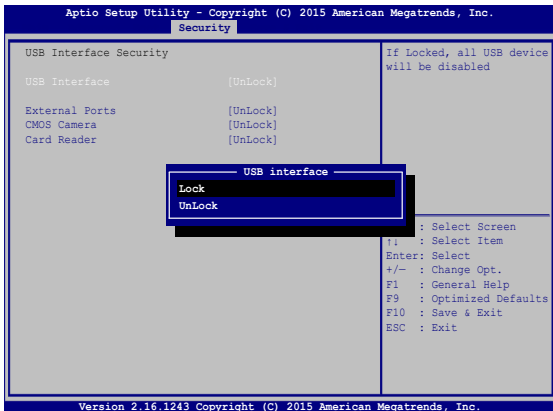 Aptio Setup Utility - Copyright (C) 2015 American Megatrends, Inc.
Security
USB Interface Security
USB Interface [UnLock]
External Ports [UnLock]
CMOS Camera [UnLock]
Card Reader [UnLock]
If Locked, all USB device
will be disabled
USB interface
Lock
UnLock
: Select Screen
↑↓ : Select Item
Enter: Select
+/— : Change Opt.
F1 : General Help
F9 : Optimized Defaults
F10 : Save & Exit
ESC : Exit
Version 2.16.1243 Copyright (C) 2015 American Megatrends, Inc.